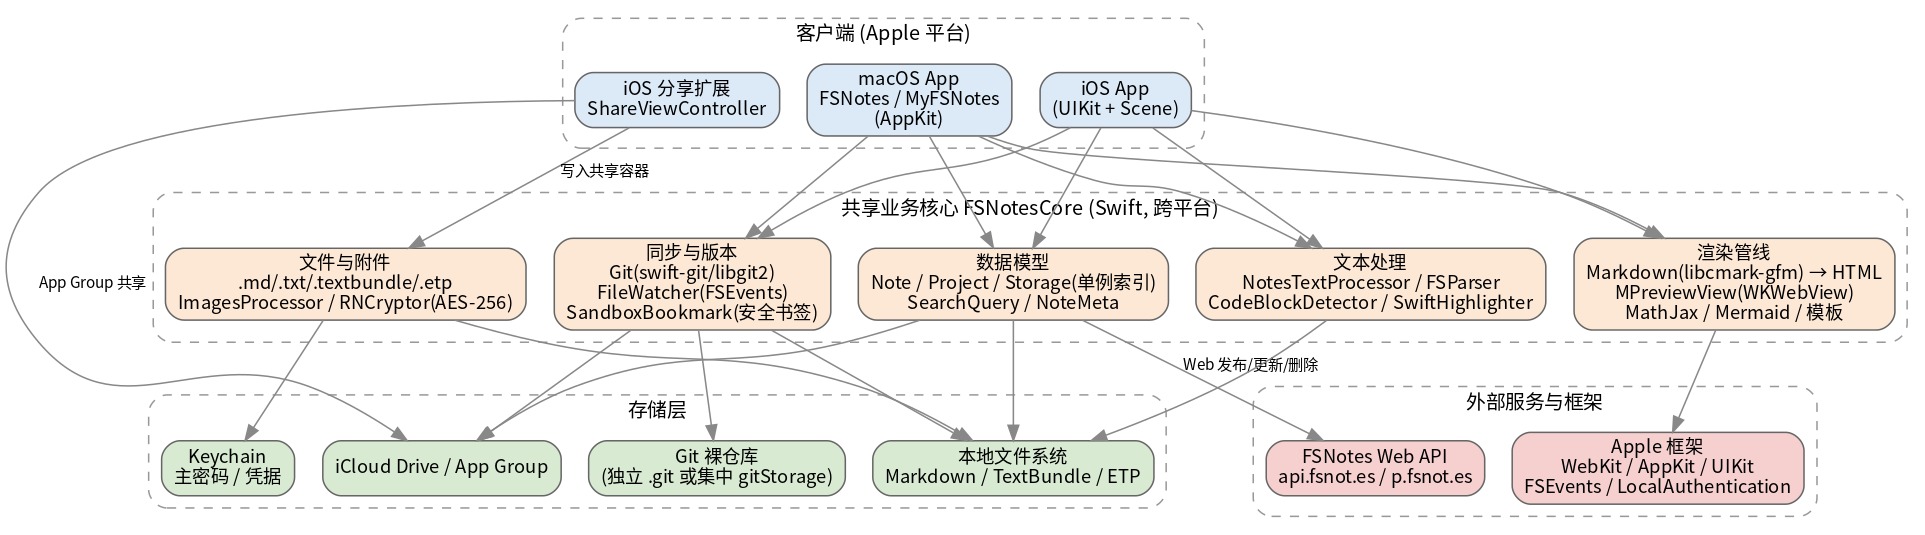 客户端 (Apple 平台)
iOS 分享扩展
ShareViewController
macOS App
FSNotes / MyFSNotes
(AppKit)
iOS App
(UIKit + Scene)
写入共享容器
App Group 共享
共享业务核心 FSNotesCore (Swift, 跨平台)
文件与附件
.md/.txt/.textbundle/.etp
ImagesProcessor / RNCryptor(AES-256)
同步与版本
Git(swift-git/libgit2)
FileWatcher(FSEvents)
SandboxBookmark(安全书签)
数据模型
Note / Project / Storage(单例索引)
SearchQuery / NoteMeta
文本处理
NotesTextProcessor / FSParser
CodeBlockDetector / SwiftHighlighter
渲染管线
Markdown(libcmark-gfm) → HTML
MPreviewView(WKWebView)
MathJax / Mermaid / 模板
Web 发布/更新/删除
存储层
Keychain
主密码 / 凭据
iCloud Drive / App Group
Git 裸仓库
(独立 .git 或集中 gitStorage)
本地文件系统
Markdown / TextBundle / ETP
外部服务与框架
FSNotes Web API
api.fsnot.es / p.fsnot.es
Apple 框架
WebKit / AppKit / UIKit
FSEvents / LocalAuthentication